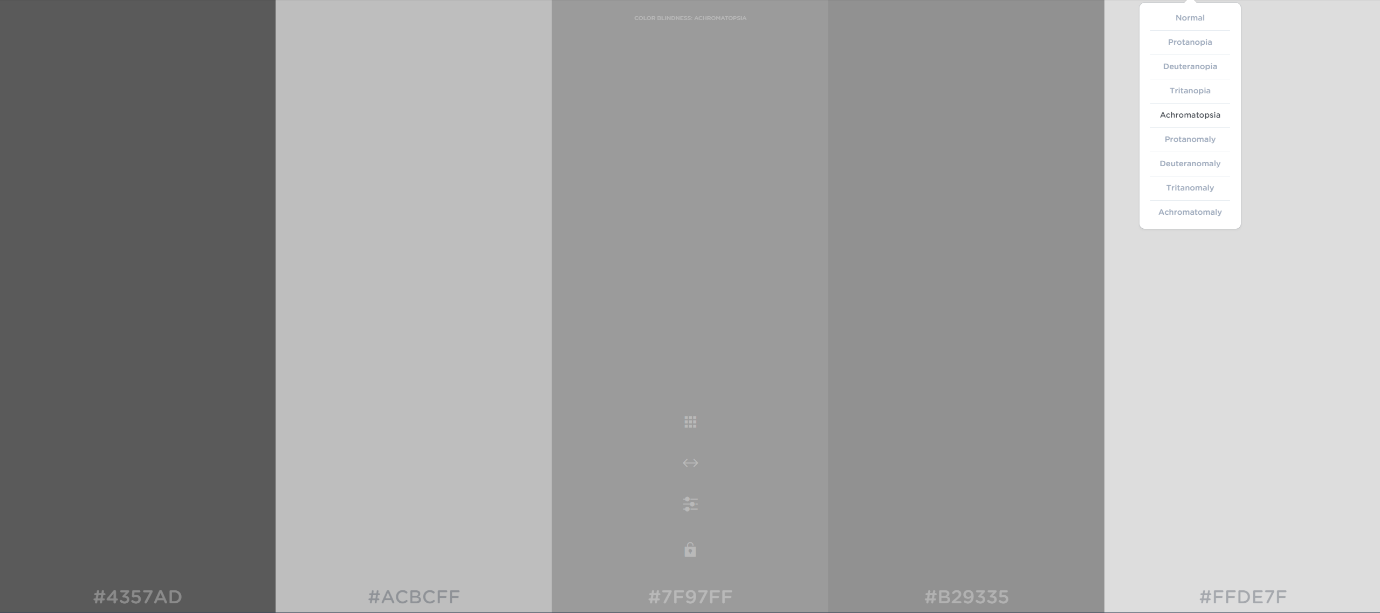 COLOR BLINDNESS: ACHROMATOPSIA
Normal
Protanopia
Deuteranopia
Tritanopia
Achromatopsia
Protanomaly
Deuteranomaly
Tritanomaly
Achromatomaly
#4357AD
#ACBCFF
#7F97FF
#B29335
#FFDE7F